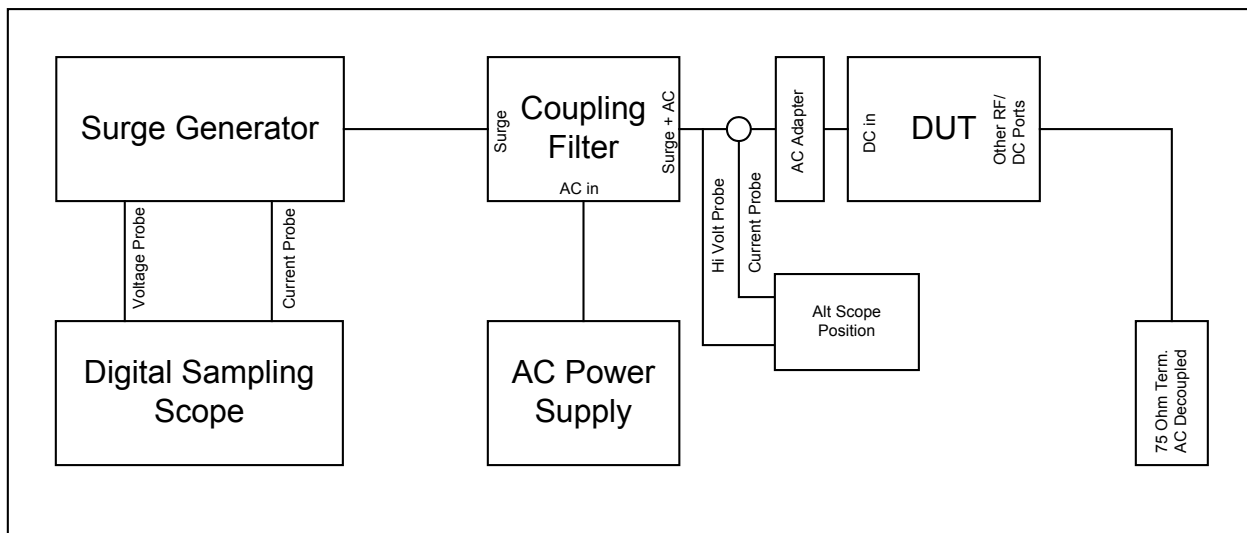 Surge Generator
Surge
Coupling
Filter
Surge + AC
AC in
AC Adapter
DC in
DUT
Other RF/
DC Ports
Voltage Probe
Current Probe
Hi Volt Probe
Current Probe
Digital Sampling
Scope
AC Power
Supply
Alt Scope
Position
75 Ohm Term.
AC Decoupled